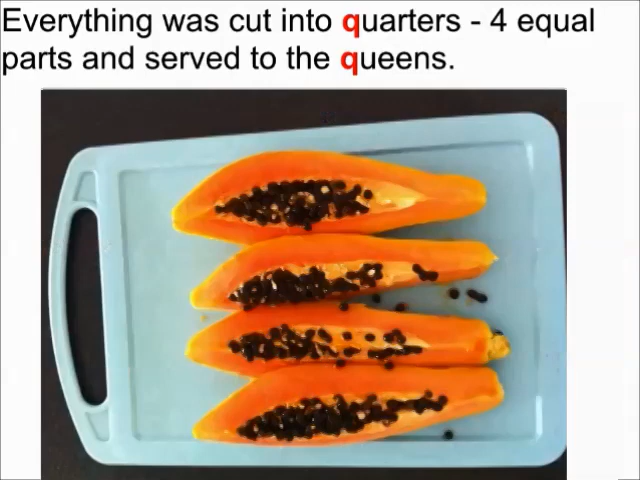 Everything was cut into quarters - 4 equal
parts and served to the queens.